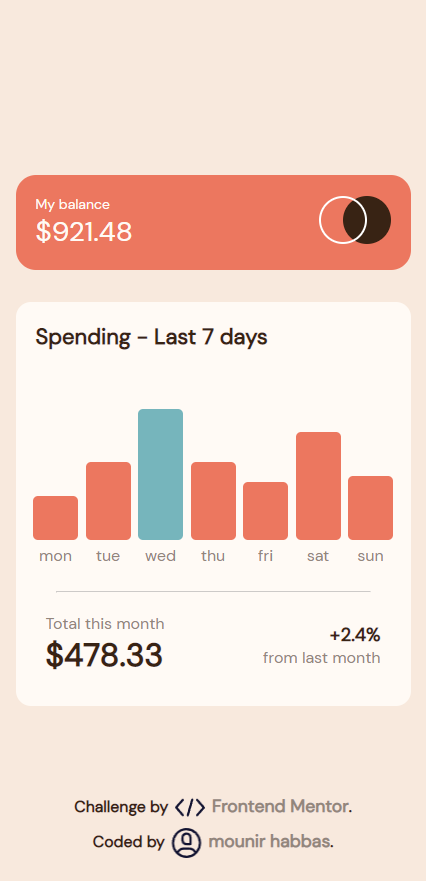 My balance
$921.48
Spending - Last 7 days
mon tue wed thu fri sat sun
Total this month
$478.33
+2.4%
from last month
Challenge by </> Frontend Mentor.
Coded by mounir habbas.